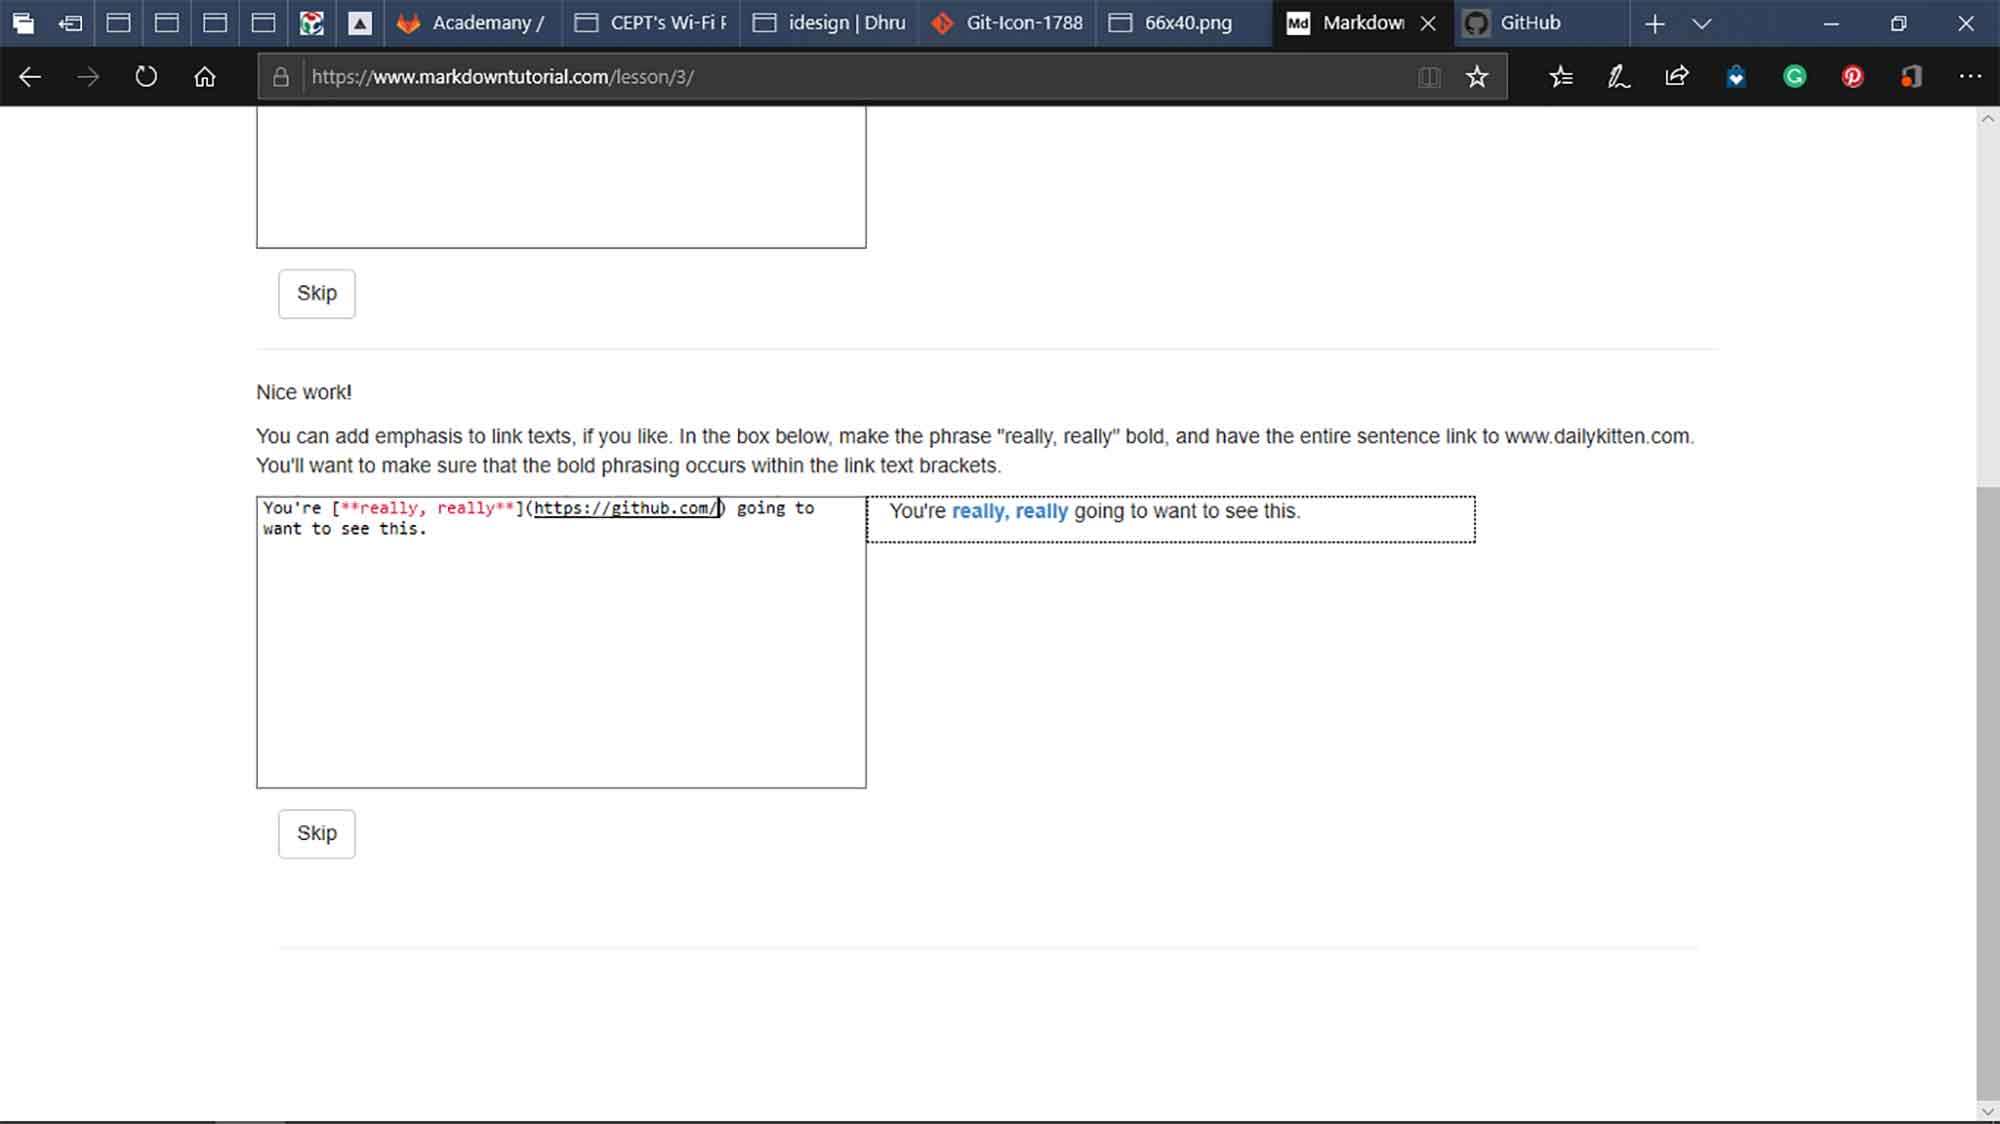 Academany /
CEPT's Wi-Fi
idesign | Dhru
Git-Icon-1788
66x40.png
Md
Markdow
GitHub
https://www.markdowntutorial.com/lesson/3/
Skip
Nice work!
You can add emphasis to link texts, if you like. In the box below, make the phrase "really, really" bold, and have the entire sentence link to www.dailykitten.com.
You'll want to make sure that the bold phrasing occurs within the link text brackets.
You're [**really, really**](https://github.com/) going to
want to see this.
You're really, really going to want to see this.
Skip